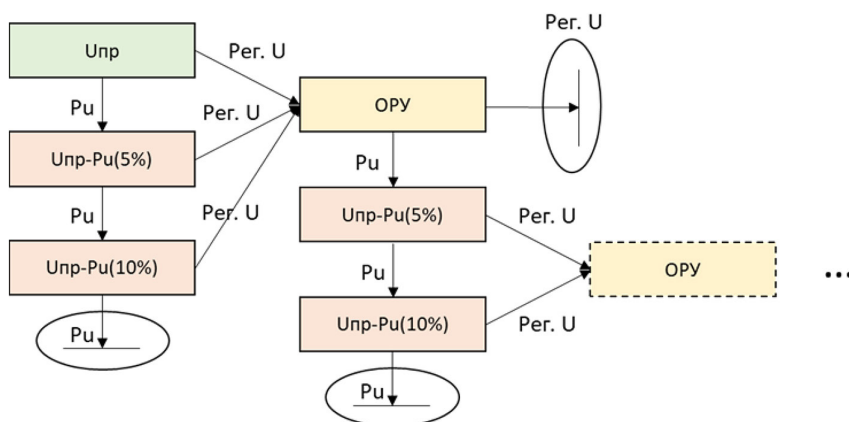 Рег. U
Uпр
Рег. U
Pu
Рег. U
ОРУ
Uпр-Pu(5%)
Pu
Pu
Рег. U
Uпр-Pu(5%)
Рег. U
Uпр-Pu(10%)
Pu
ОРУ
...
Pu
Uпр-Pu(10%)
Рег. U
Pu